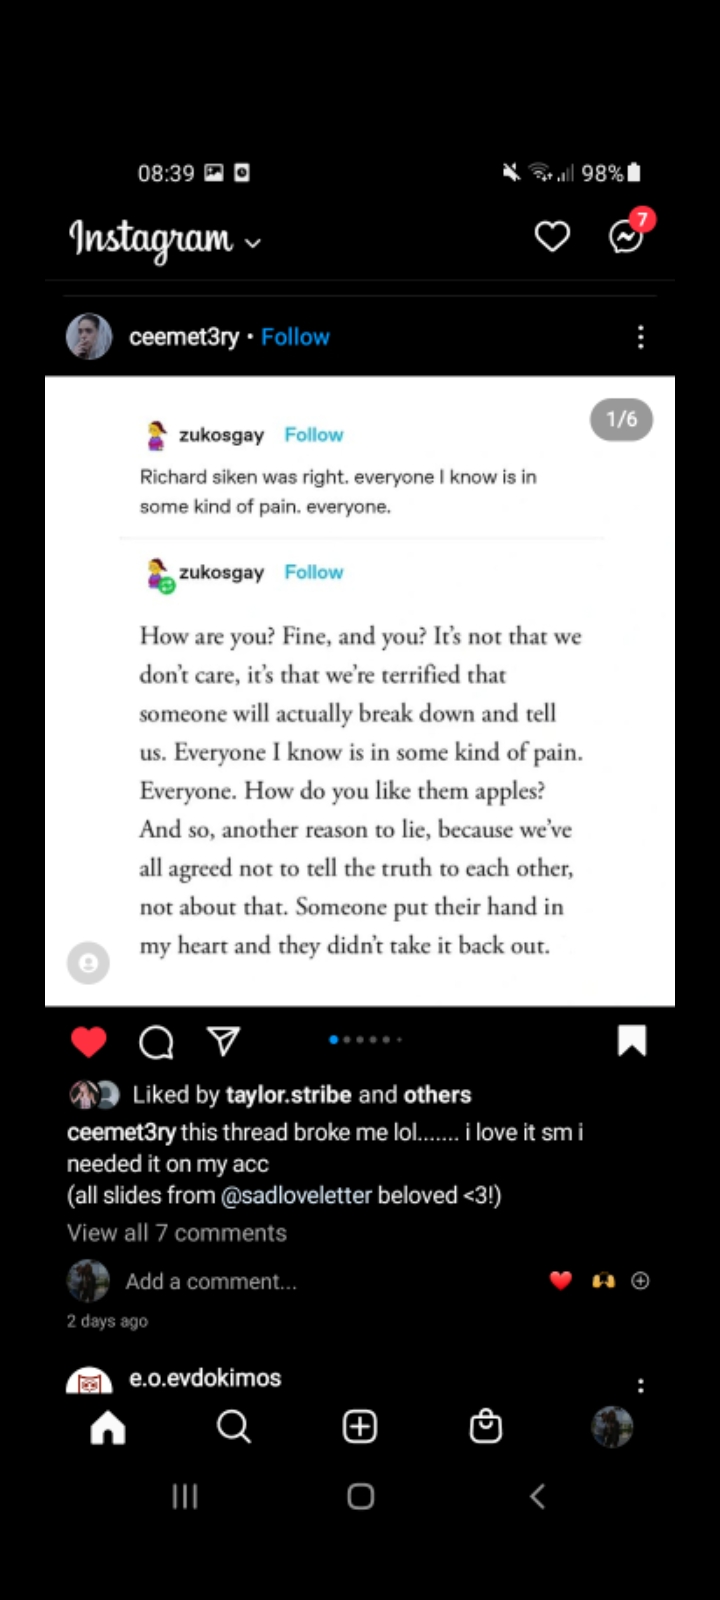 08:39 98%
Instagram 7
ceemet3ry • Follow
1/6
zukosgay Follow
Richard siken was right. everyone I know is in
some kind of pain. everyone.
zukosgay Follow
How are you? Fine, and you? It's not that we
don't care, it's that we're terrified that
someone will actually break down and tell
us. Everyone I know is in some kind of pain.
Everyone. How do you like them apples?
And so, another reason to lie, because we've
all agreed not to tell the truth to each other,
not about that. Someone put their hand in
my heart and they didn't take it back out.
Liked by taylor.stribe and others
ceemet3ry this thread broke me lol....... i love it sm i
needed it on my acc
(all slides from @sadloveletter beloved <3!)
View all 7 comments
Add a comment...
2 days ago
e.o.evdokimos